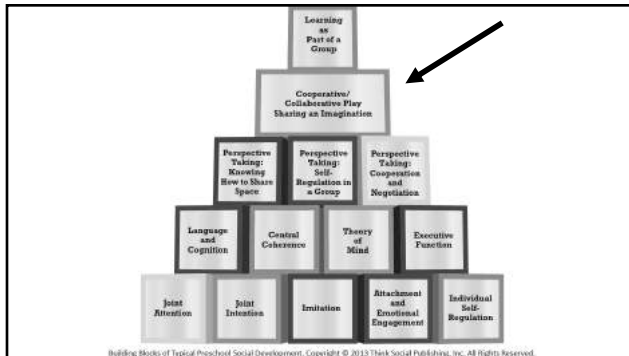 Learning
as
Part of a
Group
Cooperative/
Collaborative Play
Sharing an Imagination
Perspective
Taking:
Knowing
How to Share
Space
Perspective
Taking:
Self-
Regulation in
a Group
Perspective
Taking:
Cooperation
and
Negotiation
Language
and
Cognition
Central
Coherence
Theory
of
Mind
Executive
Function
Joint
Attention
Joint
Intention
Imitation
Attachment
and
Emotional
Engagement
Individual
Self-
Regulation
Building Blocks of Typical Preschool Social Development. Copyright © 2013 Think Social Publishing, Inc. All Rights Reserved.